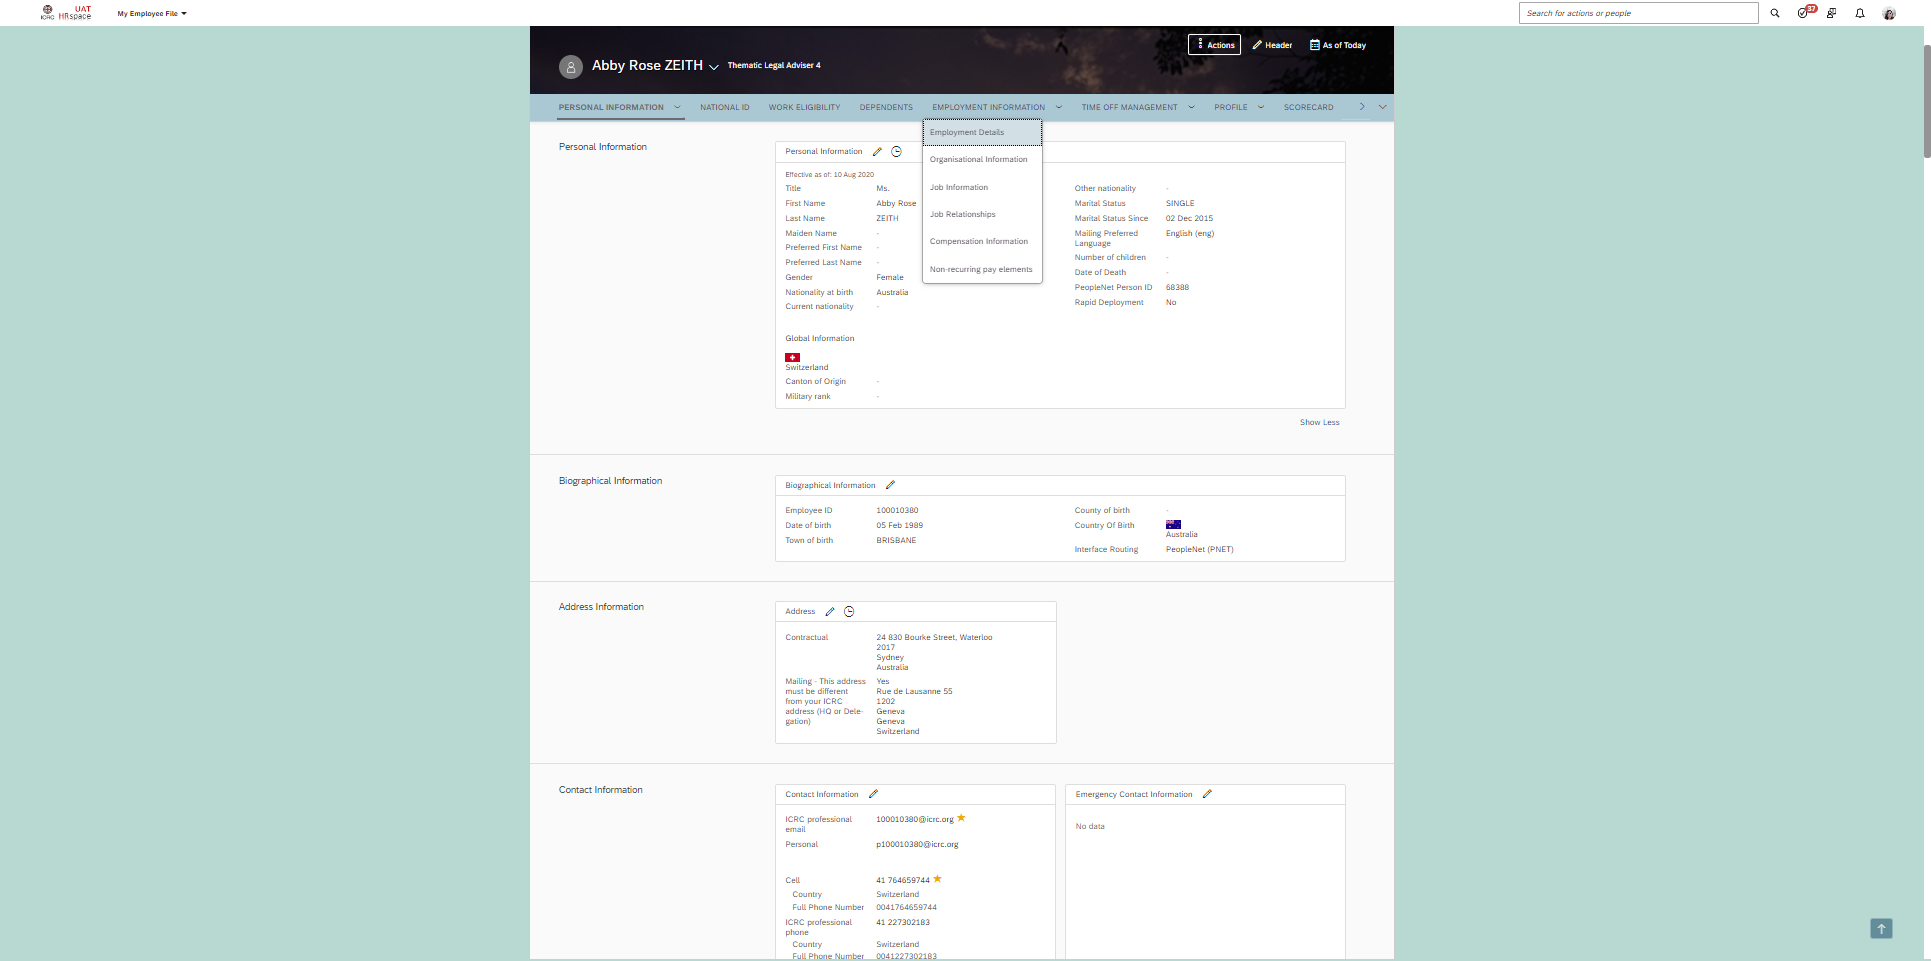 ICRC
UAT
HRspace
My Employee File
Search for actions or people
37
Actions
Header
As of Today
Abby Rose ZEITH
Thematic Legal Adviser 4
PERSONAL INFORMATION
NATIONAL ID
WORK ELIGIBILITY
DEPENDENTS
EMPLOYMENT INFORMATION
TIME OFF MANAGEMENT
PROFILE
SCORECARD
Employment Details
Organisational Information
Job Information
Job Relationships
Compensation Information
Non-recurring pay elements
Personal Information
Personal Information
Effective as of: 10 Aug 2020
Title Ms.
First Name Abby Rose
Last Name ZEITH
Maiden Name -
Preferred First Name -
Preferred Last Name -
Gender Female
Nationality at birth Australia
Current nationality -
Other nationality -
Marital Status SINGLE
Marital Status Since 02 Dec 2015
Mailing Preferred English (eng)
Language
Number of children -
Date of Death -
PeopleNet Person ID 68388
Rapid Deployment No
Global Information
Switzerland
Canton of Origin -
Military rank -
Show Less
Biographical Information
Biographical Information
Employee ID 100010380
Date of birth 05 Feb 1989
Town of birth BRISBANE
County of birth -
Country Of Birth
Australia
Interface Routing PeopleNet (PNET)
Address Information
Address
Contractual 24 830 Bourke Street, Waterloo
2017
Sydney
Australia
Mailing - This address Yes
must be different Rue de Lausanne 55
from your ICRC 1202
address (HQ or Dele- Geneva
gation) Geneva
Switzerland
Contact Information
Contact Information
ICRC professional 100010380@icrc.org
email
Personal p100010380@icrc.org
Cell 41 764659744
Country Switzerland
Full Phone Number 0041764659744
ICRC professional 41 227302183
phone
Country Switzerland
Full Phone Number 0041227302183
Emergency Contact Information
No data